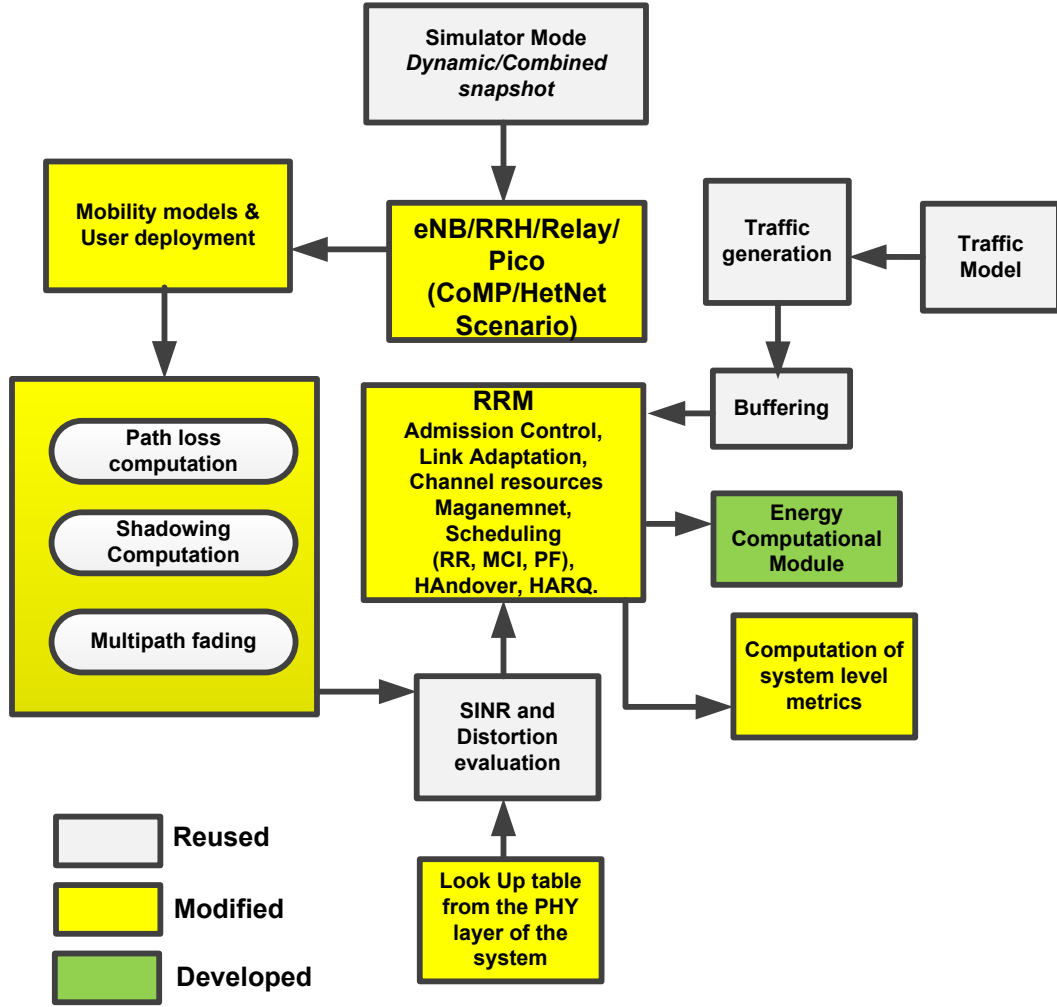 Simulator Mode
Dynamic/Combined
snapshot
Mobility models &
User deployment
eNB/RRH/Relay/
Pico
(CoMP/HetNet
Scenario)
Traffic
generation
Traffic
Model
Buffering
Path loss
computation
Shadowing
Computation
Multipath fading
RRM
Admission Control,
Link Adaptation,
Channel resources
Maganemnet,
Scheduling
(RR, MCI, PF),
HAndover, HARQ.
Energy
Computational
Module
Computation of
system level
metrics
SINR and
Distortion
evaluation
Look Up table
from the PHY
layer of the
system
Reused
Modified
Developed